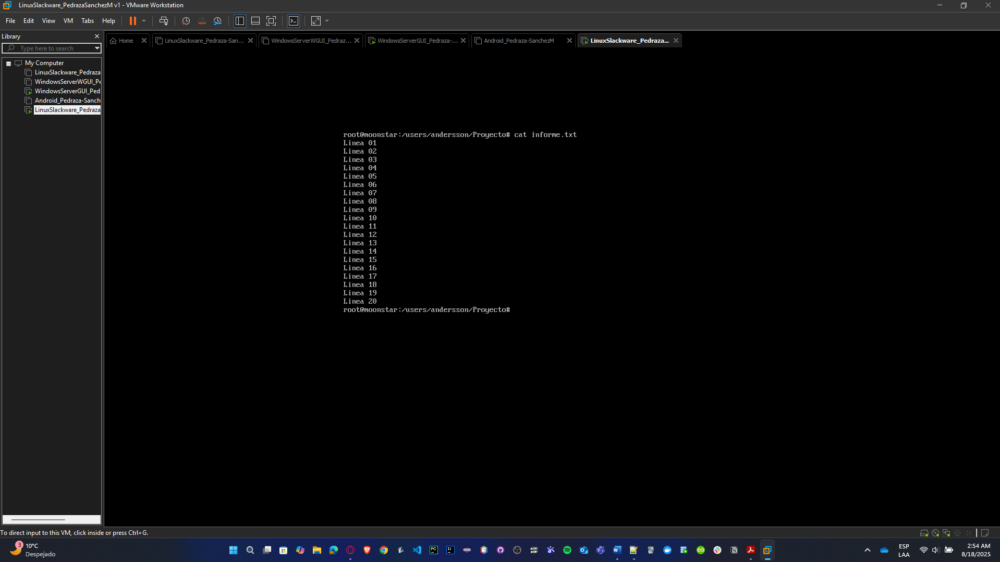 LinuxSlackware_PedrazaSanchezM v1 - VMware Workstation
File Edit View VM Tabs Help
Library
Type here to search
Home
LinuxSlackware_Pedraza-San...
WindowsServerWGUI_Pedraz...
WindowsServerGUI_Pedraza-...
Android_Pedraza-SanchezM
LinuxSlackware_Pedraza...
My Computer
LinuxSlackware_Pedraza
WindowsServerWGUI_Pe
WindowsServerGUI_Ped
Android_Pedraza-Sanch
LinuxSlackware_Pedraza
root@moonstar:/users/andersson/Proyecto# cat informe.txt
Linea 01
Linea 02
Linea 03
Linea 04
Linea 05
Linea 06
Linea 07
Linea 08
Linea 09
Linea 10
Linea 11
Linea 12
Linea 13
Linea 14
Linea 15
Linea 16
Linea 17
Linea 18
Linea 19
Linea 20
root@moonstar:/users/andersson/Proyecto#
To direct input to this VM, click inside or press Ctrl+G.
3
10°C
Despejado
PC
IJ
ESP
LAA
2:54 AM
8/18/2025